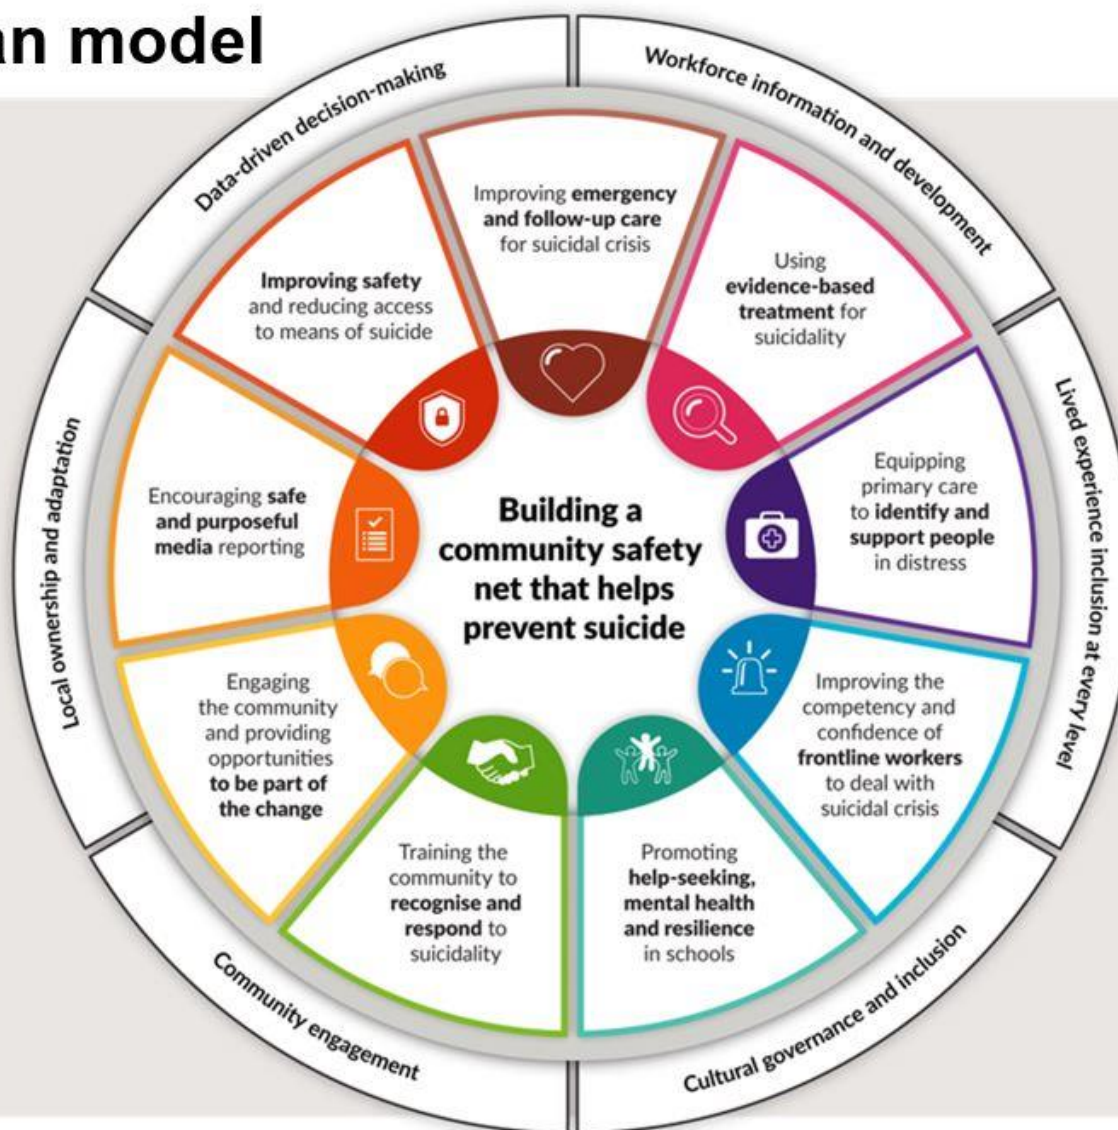 an model
Data-driven decision-making
Workforce information and development
Lived experience inclusion at every level
Cultural governance and inclusion
Community engagement
Local ownership and adaptation
Improving emergency
and follow-up care
for suicidal crisis
Using
evidence-based
treatment for
suicidality
Equipping
primary care
to identify and
support people
in distress
Improving the
competency and
confidence of
frontline workers
to deal with
suicidal crisis
Promoting
help-seeking,
mental health
and resilience
in schools
Training the
community to
recognise and
respond to
suicidality
Engaging
the community
and providing
opportunities
to be part of
the change
Encouraging safe
and purposeful
media reporting
Improving safety
and reducing access
to means of suicide
Building a
community safety
net that helps
prevent suicide